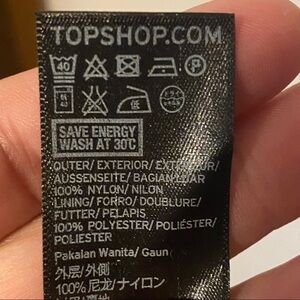 TOPSHOP.COM
40
SAVE ENERGY
WASH AT 30°C
OUTER/ EXTERIOR/ EXTERIEUR/
AUSSENSEITE/ BAGIAN LUAR
100% NYLON/ NILON
LINING/ FORRO/ DOUBLURE/
FUTTER/ PELAPIS
100% POLYESTER/ POLIÉSTER/
POLIESTER
Pakaian Wanita/ Gaun
外层/外側
100% 尼龙/ナイロン